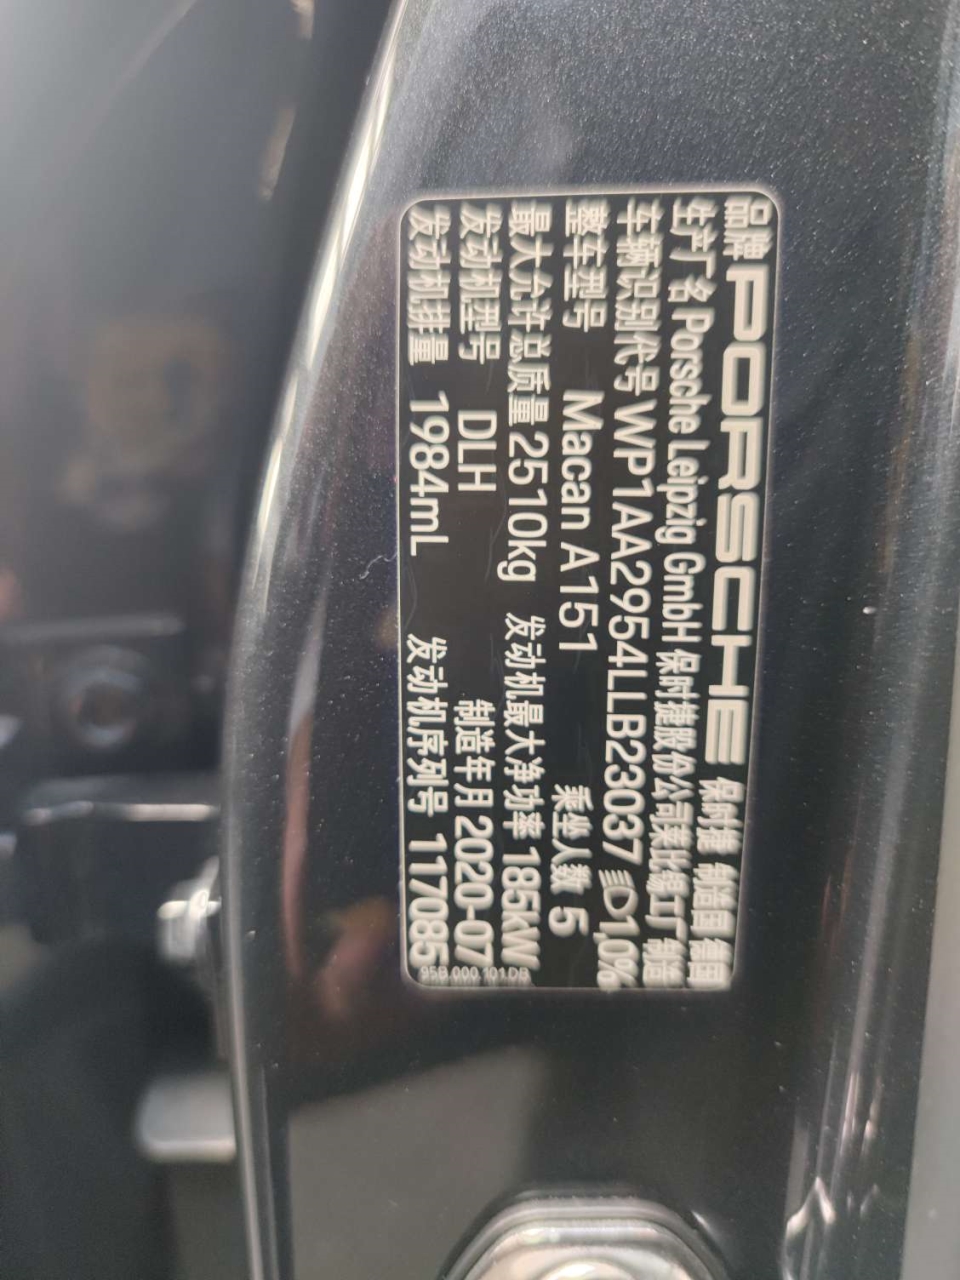 品牌 PORSCHE 保时捷 制造国 德国
生产厂名 Porsche Leipzig GmbH 保时捷股份公司莱比锡工厂制造
车辆识别代号 WP1AA2954LLB23037 1,0%
整车型号 Macan A151 乘坐人数 5
最大允许总质量 2510kg 发动机最大净功率 185kW
发动机型号 DLH 制造年月 2020-07
发动机排量 1984mL 发动机序列号 117085
95B.000.101.DB